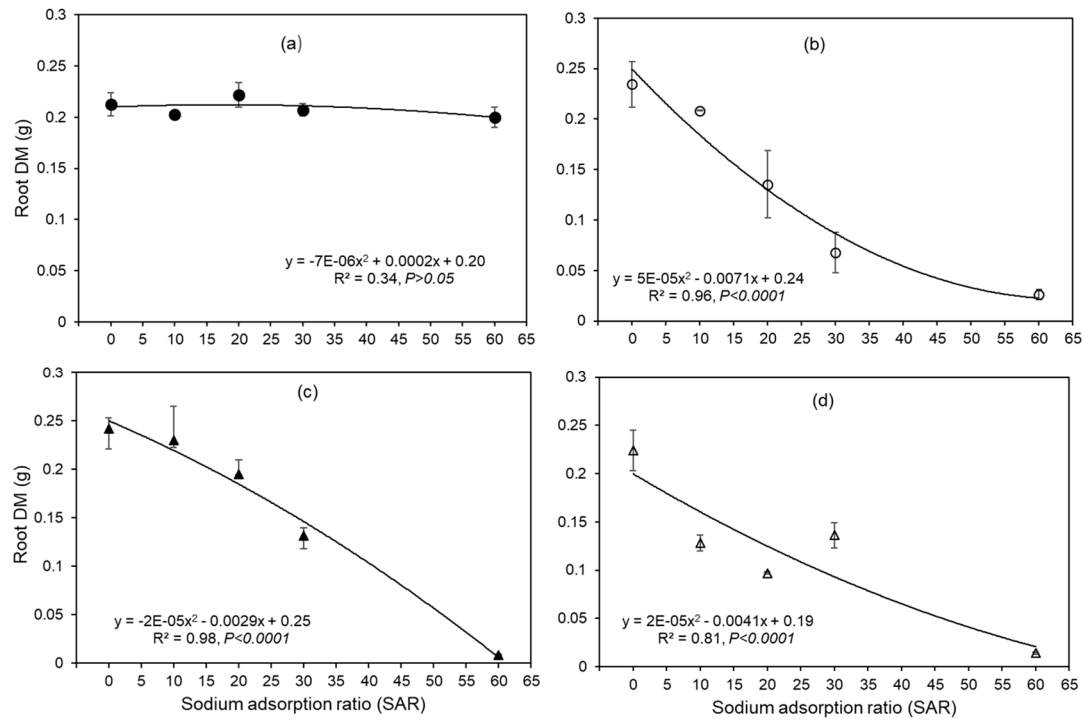 (a)
0.3
0.25
0.2
0.15
0.1
0.05
0
Root DM (g)
y = -7E-06x² + 0.0002x + 0.20
R² = 0.34, P>0.05
0 5 10 15 20 25 30 35 40 45 50 55 60 65
(b)
0.3
0.25
0.2
0.15
0.1
0.05
0
y = 5E-05x² - 0.0071x + 0.24
R² = 0.96, P<0.0001
0 5 10 15 20 25 30 35 40 45 50 55 60 65
(c)
0.3
0.25
0.2
0.15
0.1
0.05
0
Root DM (g)
y = -2E-05x² - 0.0029x + 0.25
R² = 0.98, P<0.0001
0 5 10 15 20 25 30 35 40 45 50 55 60 65
Sodium adsorption ratio (SAR)
(d)
0.3
0.25
0.2
0.15
0.1
0.05
0
y = 2E-05x² - 0.0041x + 0.19
R² = 0.81, P<0.0001
0 5 10 15 20 25 30 35 40 45 50 55 60 65
Sodium adsorption ratio (SAR)